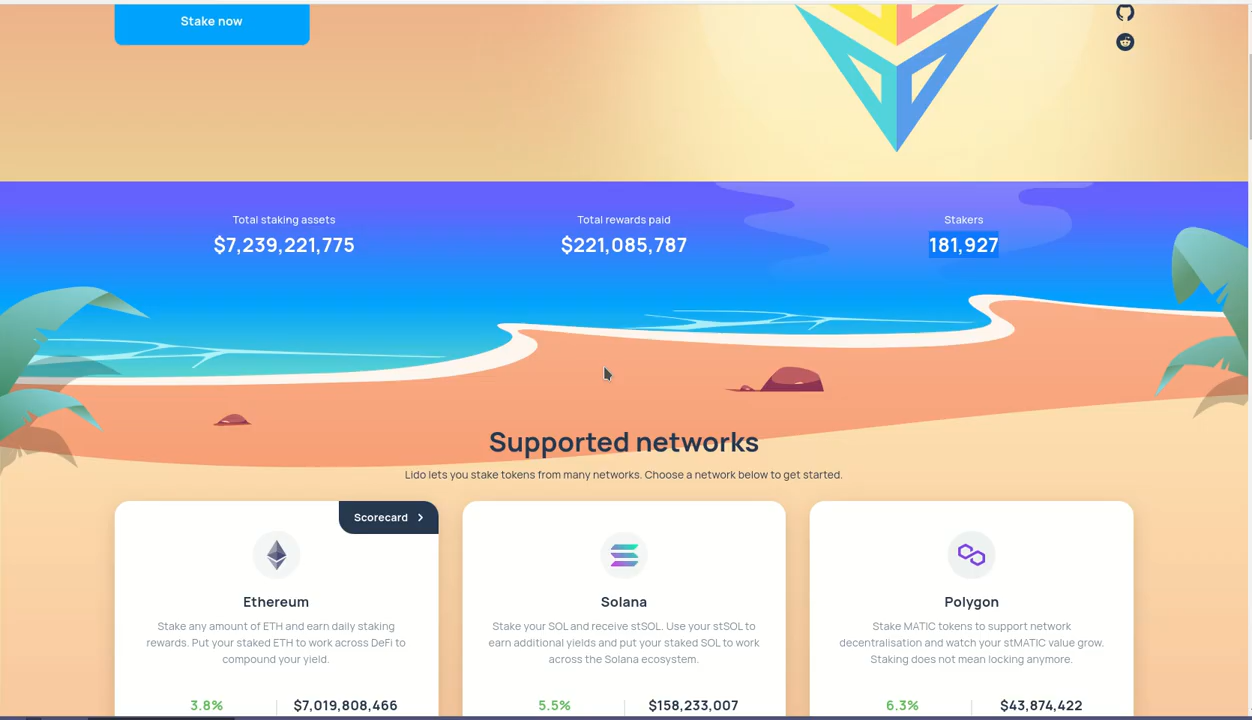 Stake now
Total staking assets
$7,239,221,775
Total rewards paid
$221,085,787
Stakers
181,927
Supported networks
Lido lets you stake tokens from many networks. Choose a network below to get started.
Scorecard
Ethereum
Stake any amount of ETH and earn daily staking
rewards. Put your staked ETH to work across DeFi to
compound your yield.
3.8%
$7,019,808,466
Solana
Stake your SOL and receive stSOL. Use your stSOL to
earn additional yields and put your staked SOL to work
across the Solana ecosystem.
5.5%
$158,233,007
Polygon
Stake MATIC tokens to support network
decentralisation and watch your stMATIC value grow.
Staking does not mean locking anymore.
6.3%
$43,874,422